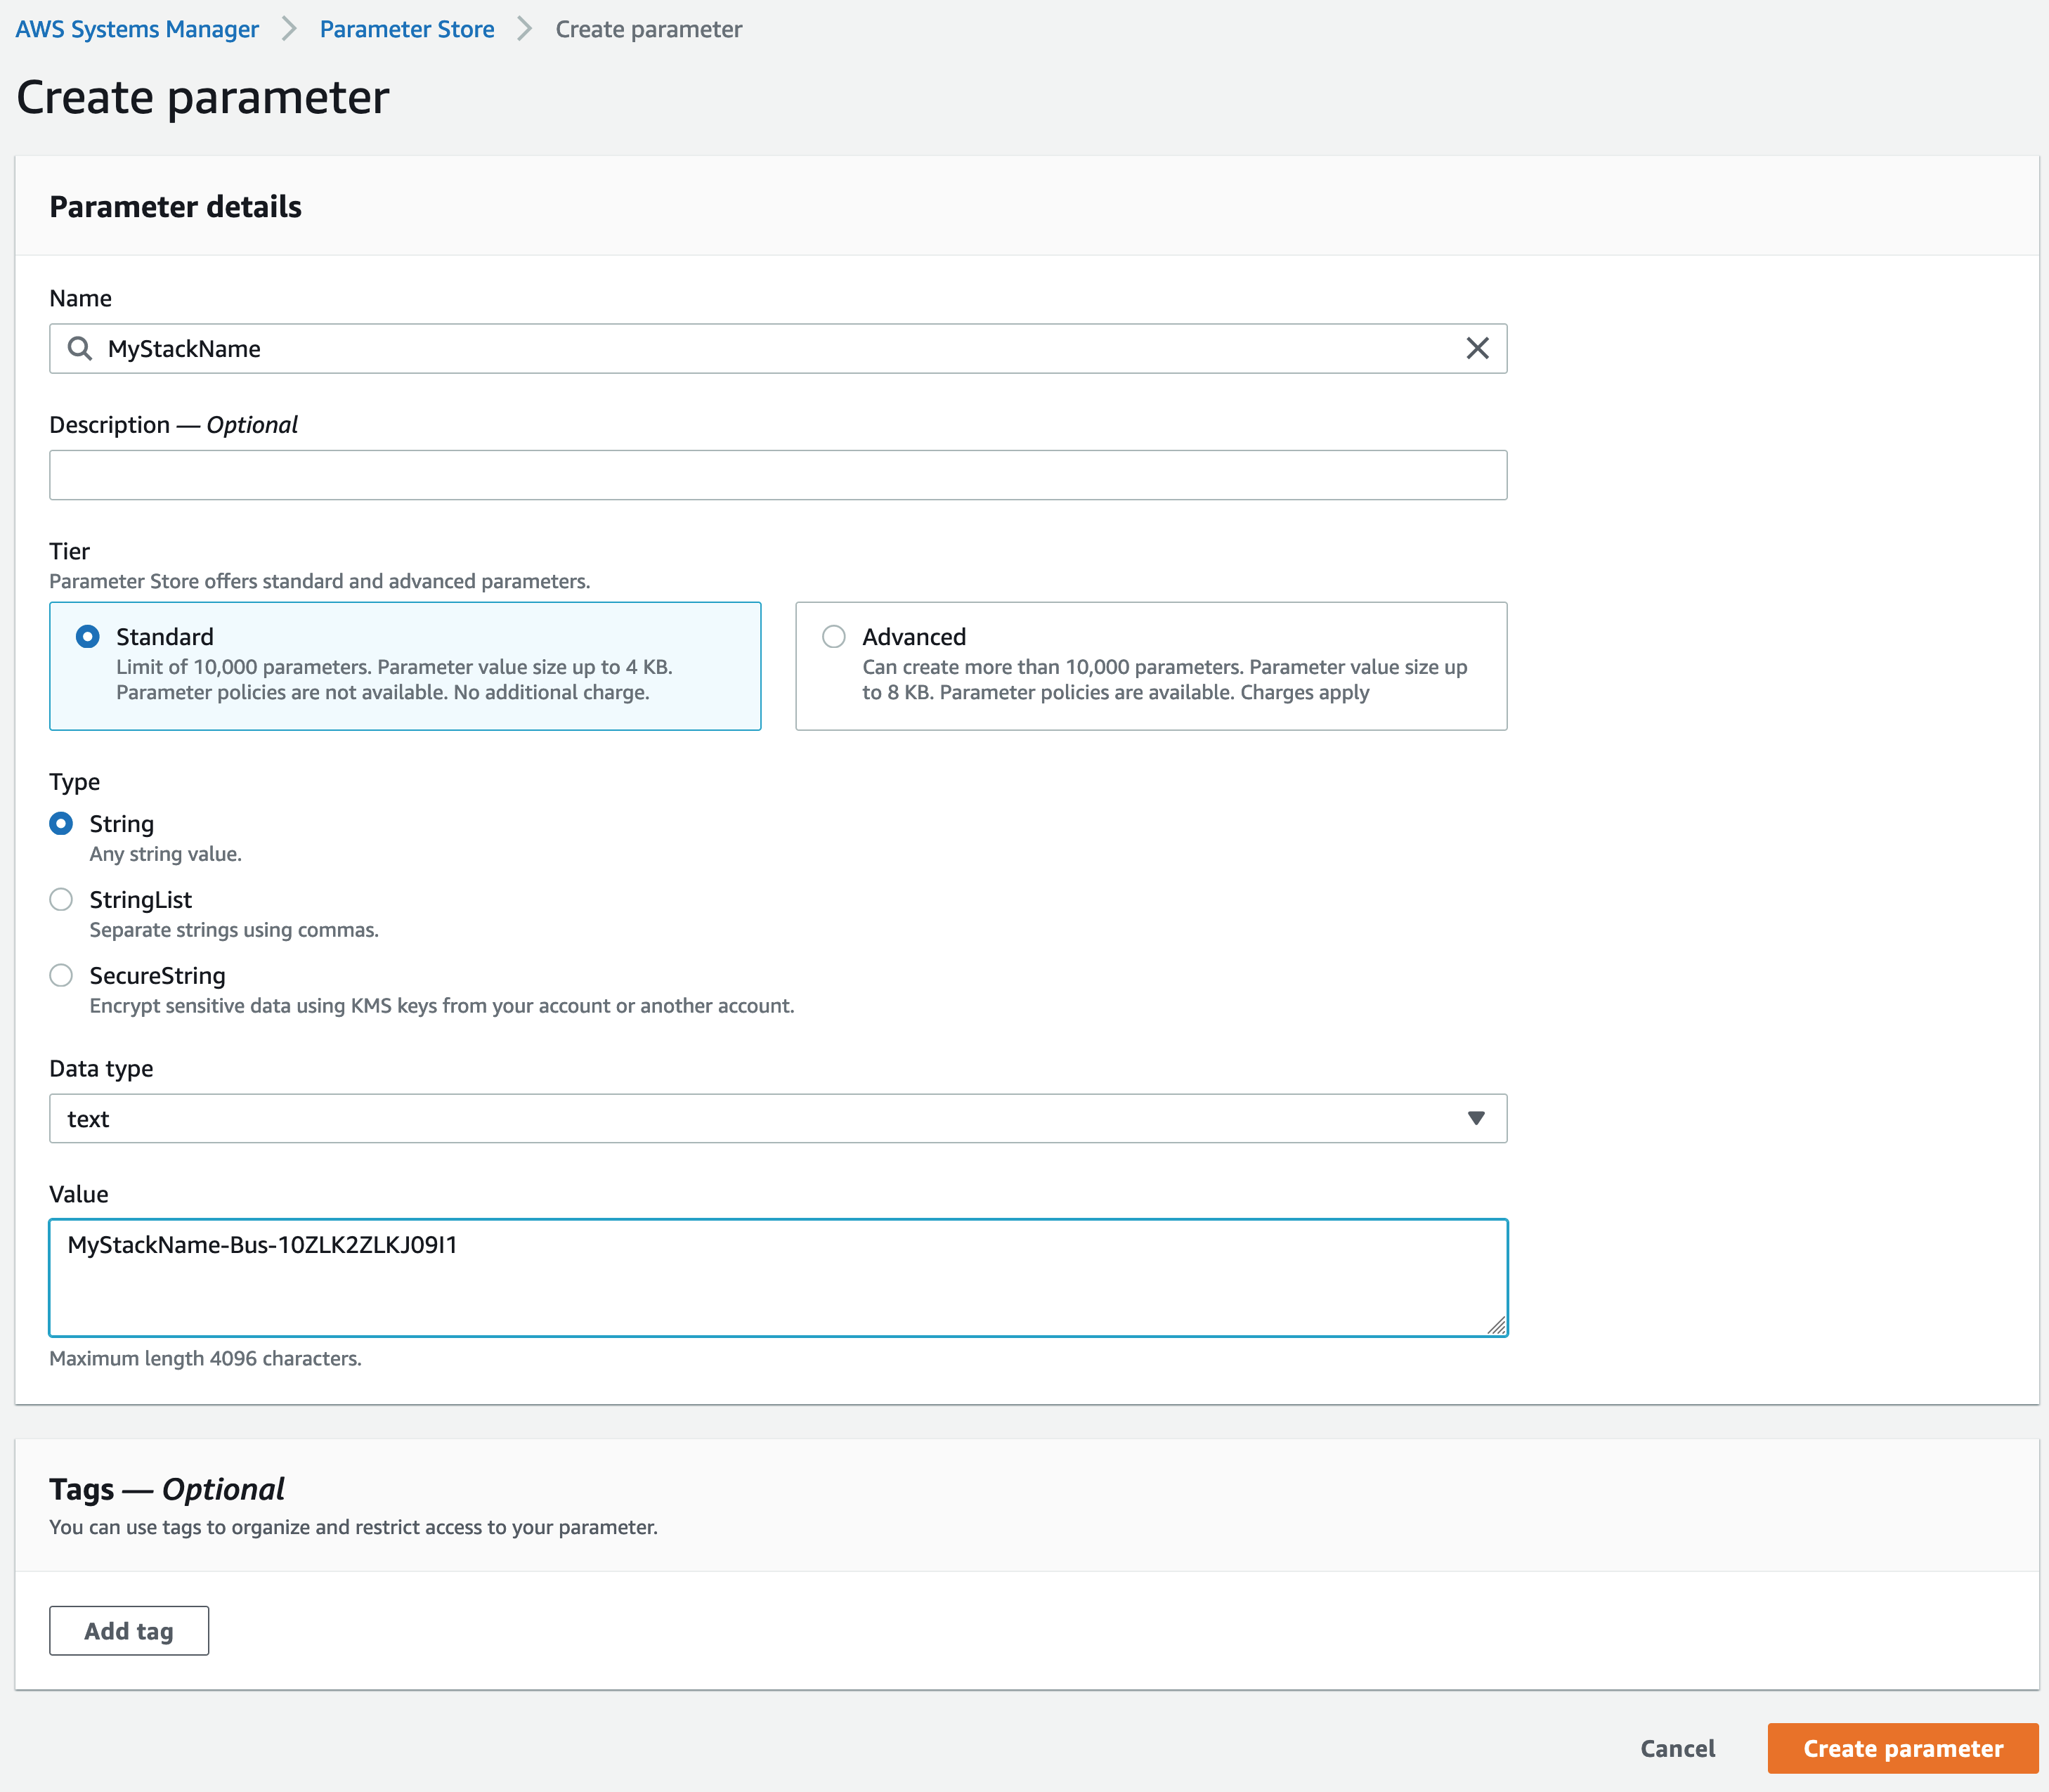 AWS Systems Manager > Parameter Store > Create parameter
Create parameter
Parameter details
Name
MyStackName
Description — Optional
Tier
Parameter Store offers standard and advanced parameters.
Standard
Limit of 10,000 parameters. Parameter value size up to 4 KB.
Parameter policies are not available. No additional charge.
Advanced
Can create more than 10,000 parameters. Parameter value size up
to 8 KB. Parameter policies are available. Charges apply
Type
String
Any string value.
StringList
Separate strings using commas.
SecureString
Encrypt sensitive data using KMS keys from your account or another account.
Data type
text
Value
MyStackName-Bus-10ZLK2ZLKJ09I1
Maximum length 4096 characters.
Tags — Optional
You can use tags to organize and restrict access to your parameter.
Add tag
Cancel
Create parameter